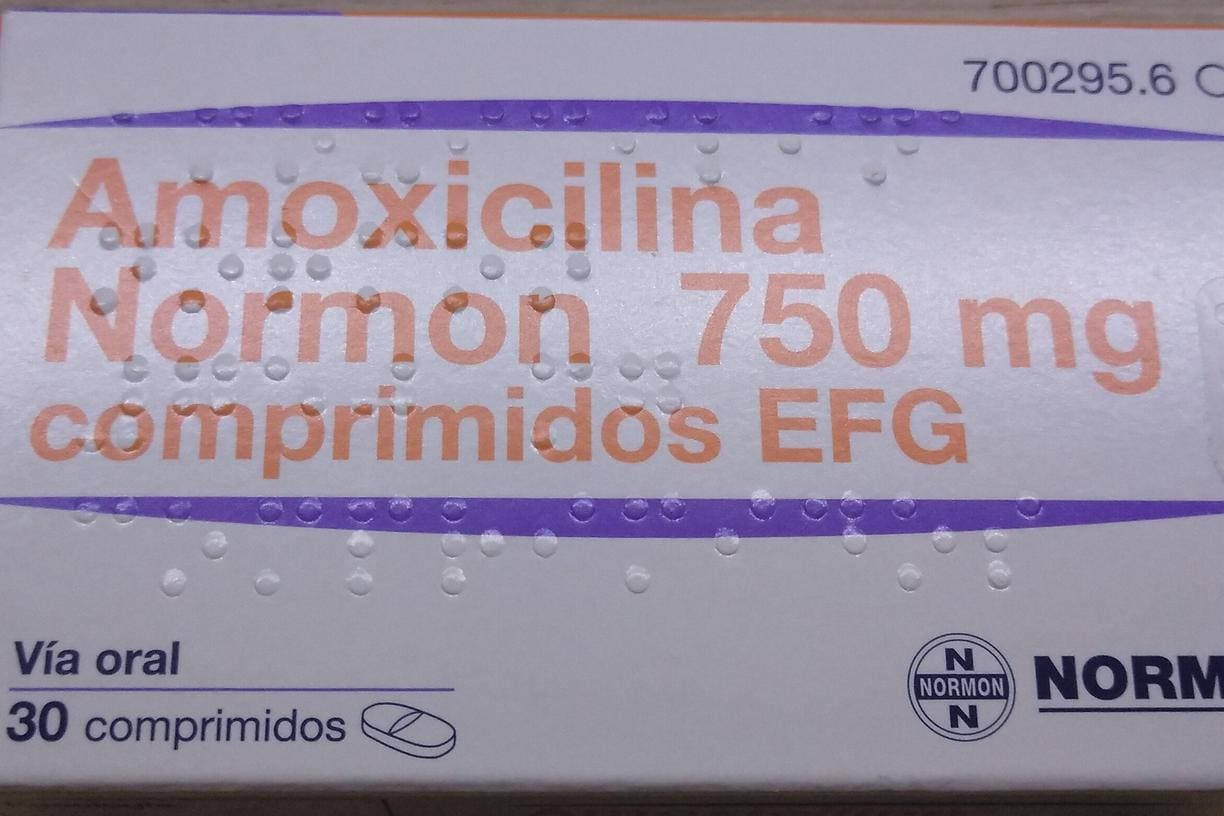 700295.6
Amoxicilina
Normon 750 mg
comprimidos EFG
Vía oral
30 comprimidos
N
NORMON
N
NORM